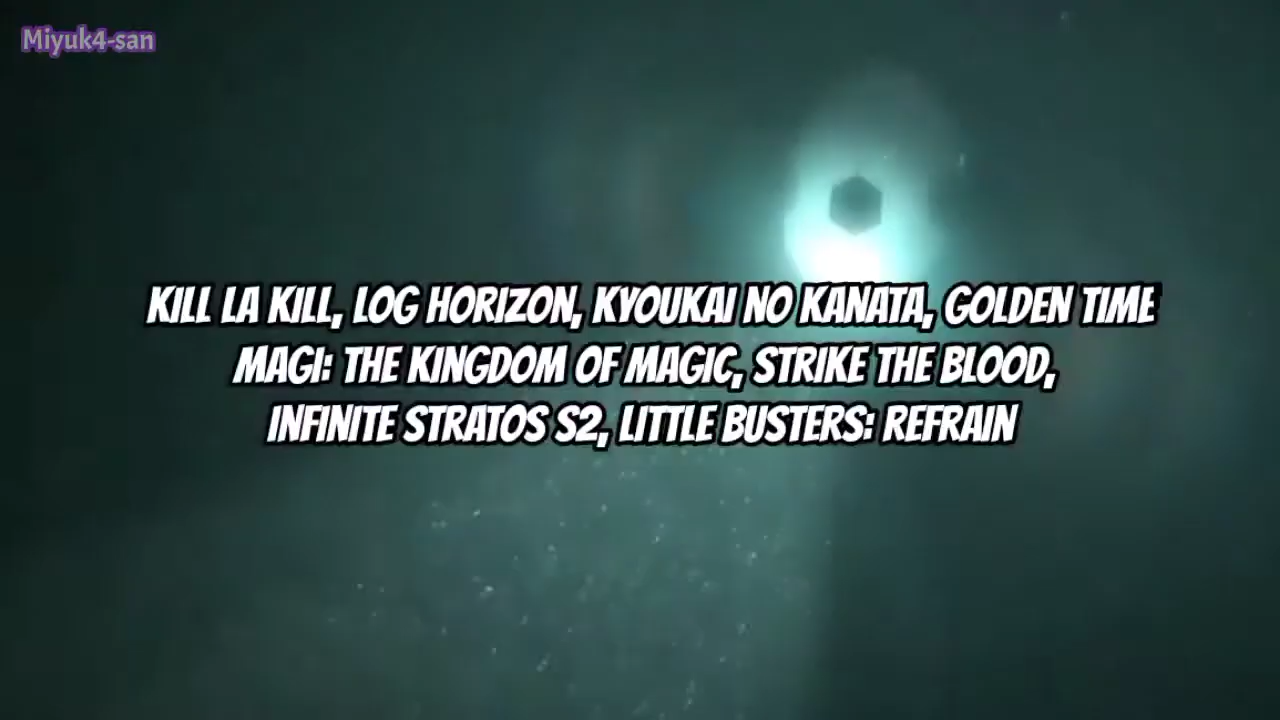 Miyuk4-san
KILL LA KILL, LOG HORIZON, KYOUKAI NO KANATA, GOLDEN TIME
MAGI: THE KINGDOM OF MAGIC, STRIKE THE BLOOD,
INFINITE STRATOS S2, LITTLE BUSTERS: REFRAIN